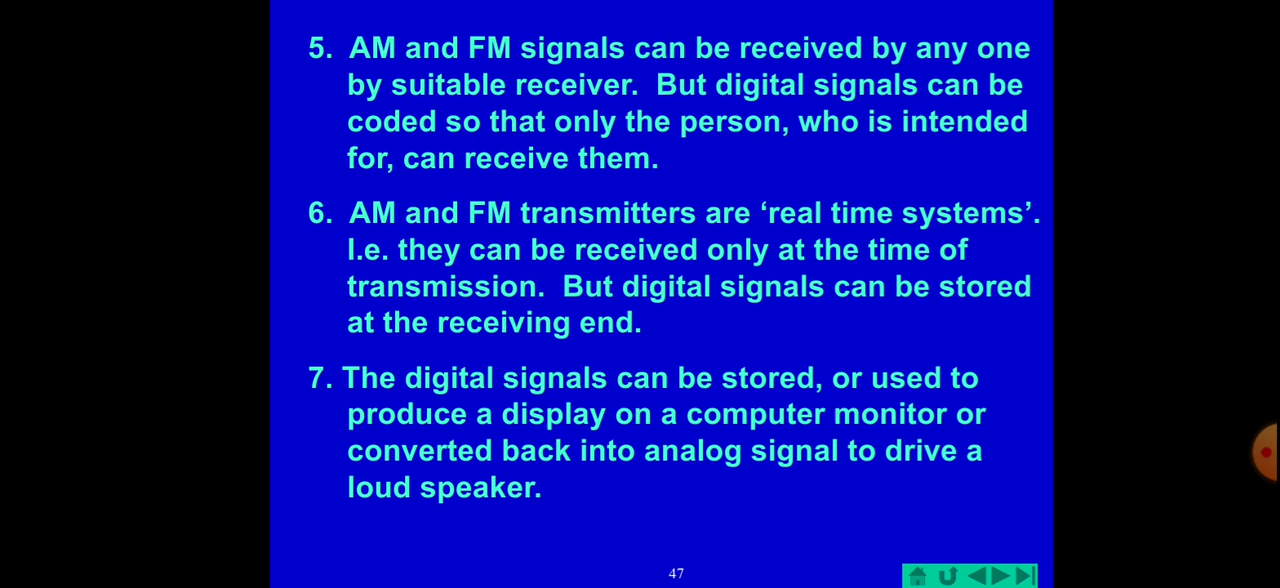 5. AM and FM signals can be received by any one
by suitable receiver. But digital signals can be
coded so that only the person, who is intended
for, can receive them.
6. AM and FM transmitters are ‘real time systems’.
I.e. they can be received only at the time of
transmission. But digital signals can be stored
at the receiving end.
7. The digital signals can be stored, or used to
produce a display on a computer monitor or
converted back into analog signal to drive a
loud speaker.
47